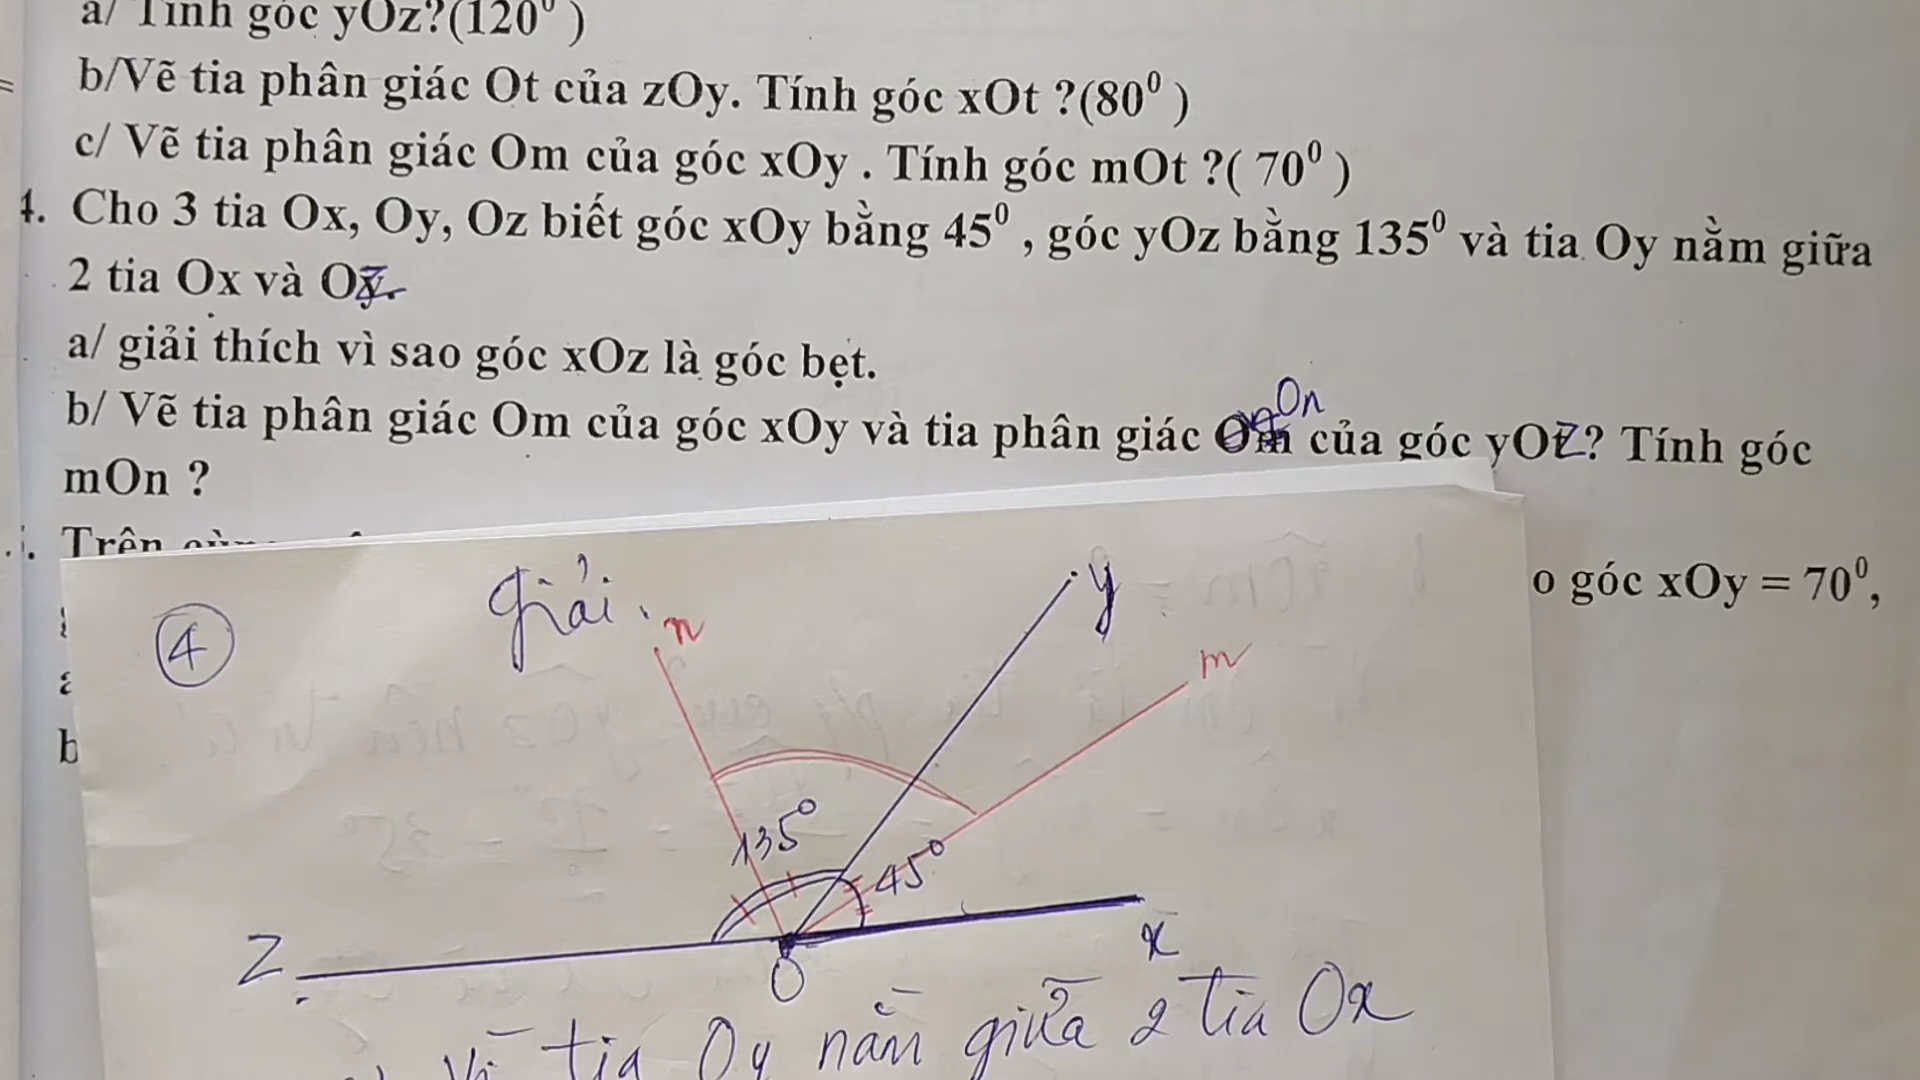 a/ Tính góc yOz?(120⁰ )
b/Vẽ tia phân giác Ot của zOy. Tính góc xOt ?(80⁰ )
c/ Vẽ tia phân giác Om của góc xOy . Tính góc mOt ?( 70⁰ )
4. Cho 3 tia Ox, Oy, Oz biết góc xOy bằng 45⁰ , góc yOz bằng 135⁰ và tia Oy nằm giữa
2 tia Ox và Oz.
a/ giải thích vì sao góc xOz là góc bẹt.
On
b/ Vẽ tia phân giác Om của góc xOy và tia phân giác của góc yOz? Tính góc
mOn ?
Trên
o góc xOy = 70⁰,
④ Giải.
n
y
m
135⁰
45⁰
z
x
O
b
Vì tia Oy nằm giữa 2 tia Ox